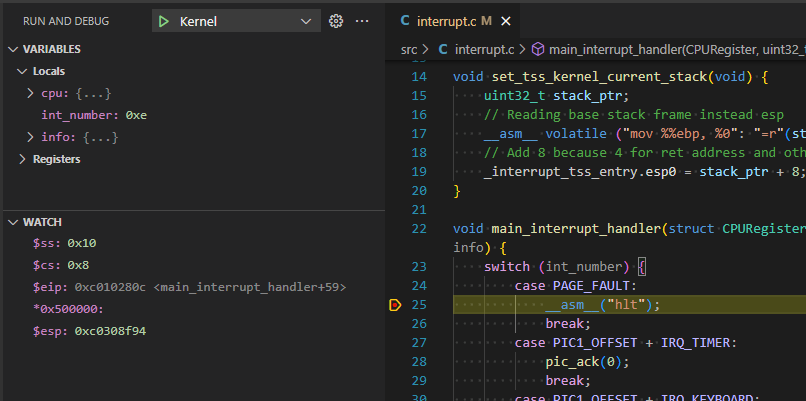 RUN AND DEBUG
Kernel
VARIABLES
Locals
cpu: {...}
int_number: 0xe
info: {...}
Registers
WATCH
$ss: 0x10
$cs: 0x8
$eip: 0xc010280c <main_interrupt_handler+59>
*0x500000:
$esp: 0xc0308f94
C interrupt.c M
src > C interrupt.c > main_interrupt_handler(CPURegister, uint32_t
14 void set_tss_kernel_current_stack(void) {
15 uint32_t stack_ptr;
16 // Reading base stack frame instead esp
17 __asm__ volatile ("mov %%ebp, %0": "=r"(st
18 // Add 8 because 4 for ret address and oth
19 _interrupt_tss_entry.esp0 = stack_ptr + 8;
20 }
21
22 void main_interrupt_handler(struct CPURegister
info) {
23 switch (int_number) {
24 case PAGE_FAULT:
25 __asm__("hlt");
26 break;
27 case PIC1_OFFSET + IRQ_TIMER:
28 pic_ack(0);
29 break;
30 case PIC1_OFFSET + IRQ_KEYBOARD: